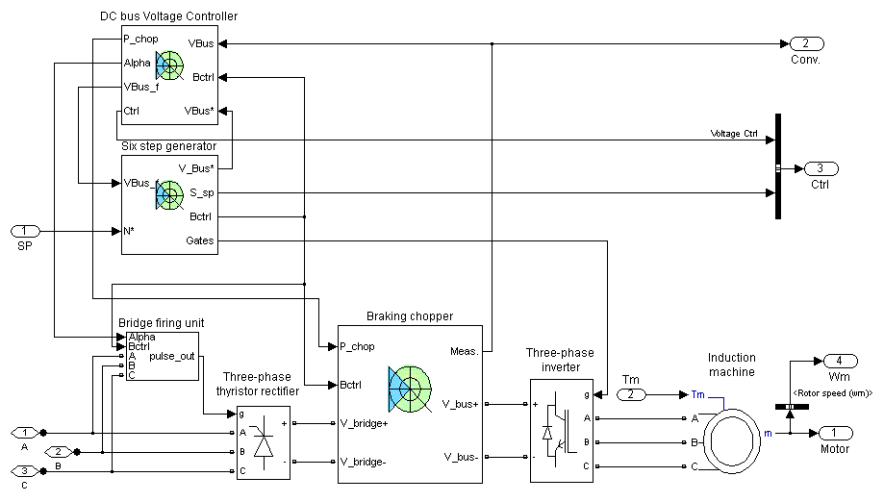 DC bus Voltage Controller
P_chop
Alpha
VBus_f
Ctrl
VBus
Bctrl
VBus*
2
Conv.
Voltage Ctrl
3
Ctrl
Six step generator
VBus_f
N*
V_Bus*
S_sp
Bctrl
Gates
1
SP
Bridge firing unit
Alpha
Bctrl
A
B
C
pulse_out
Three-phase
thyristor rectifier
g
A
B
C
+
-
1
A
2
B
3
C
Braking chopper
P_chop
Bctrl
V_bridge+
V_bridge-
Meas.
V_bus+
V_bus-
Three-phase
inverter
+
-
g
A
B
C
Tm
2
Induction
machine
Tm
A
B
C
m
4
Wm
<Rotor speed (wm)>
1
Motor